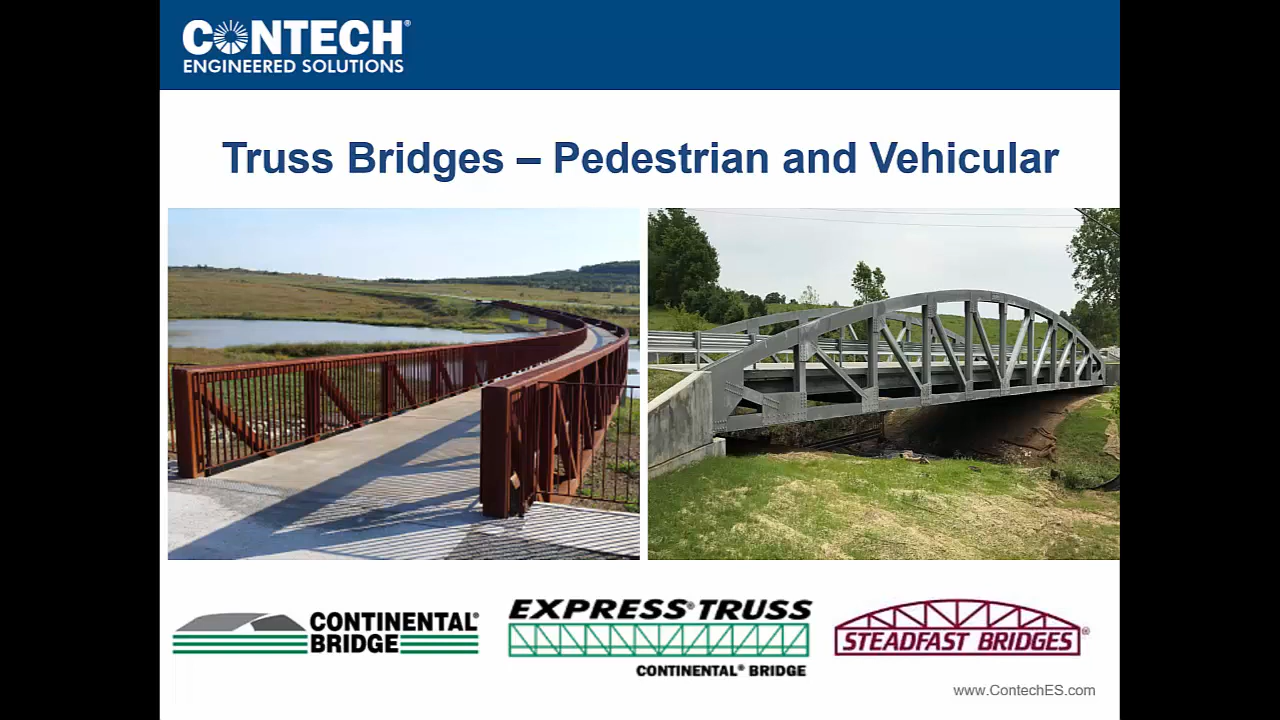 CONTECH®
ENGINEERED SOLUTIONS
Truss Bridges – Pedestrian and Vehicular
CONTINENTAL®
BRIDGE
EXPRESS® TRUSS
CONTINENTAL® BRIDGE
STEADFAST BRIDGES®
www.ContechES.com